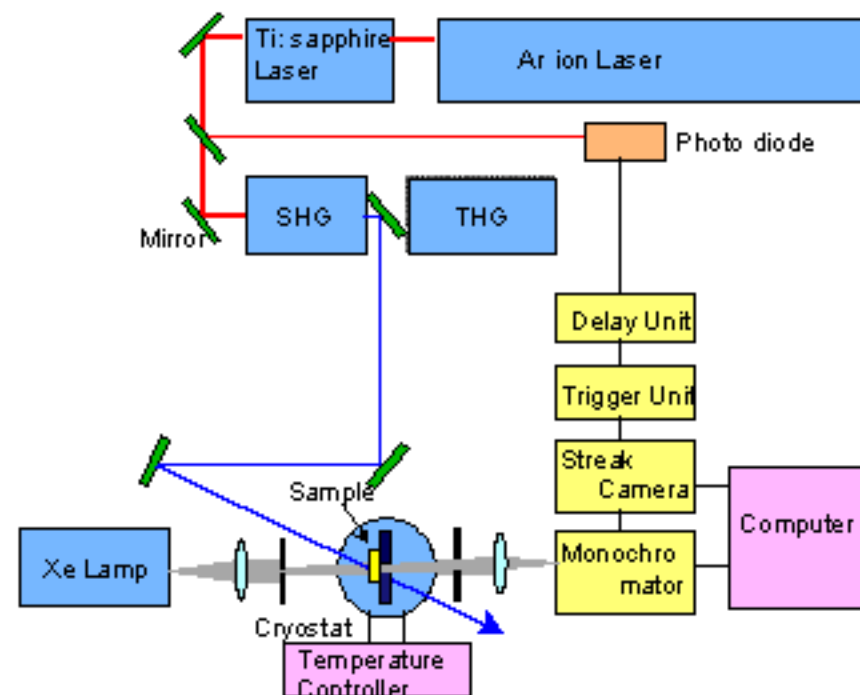 Ti: sapphire
Laser
Ar ion Laser
Photo diode
SHG
THG
Mirror
Delay Unit
Trigger Unit
Streak
Camera
Sample
Computer
Xe Lamp
Monochro
mator
Cryostat
Temperature
Controller